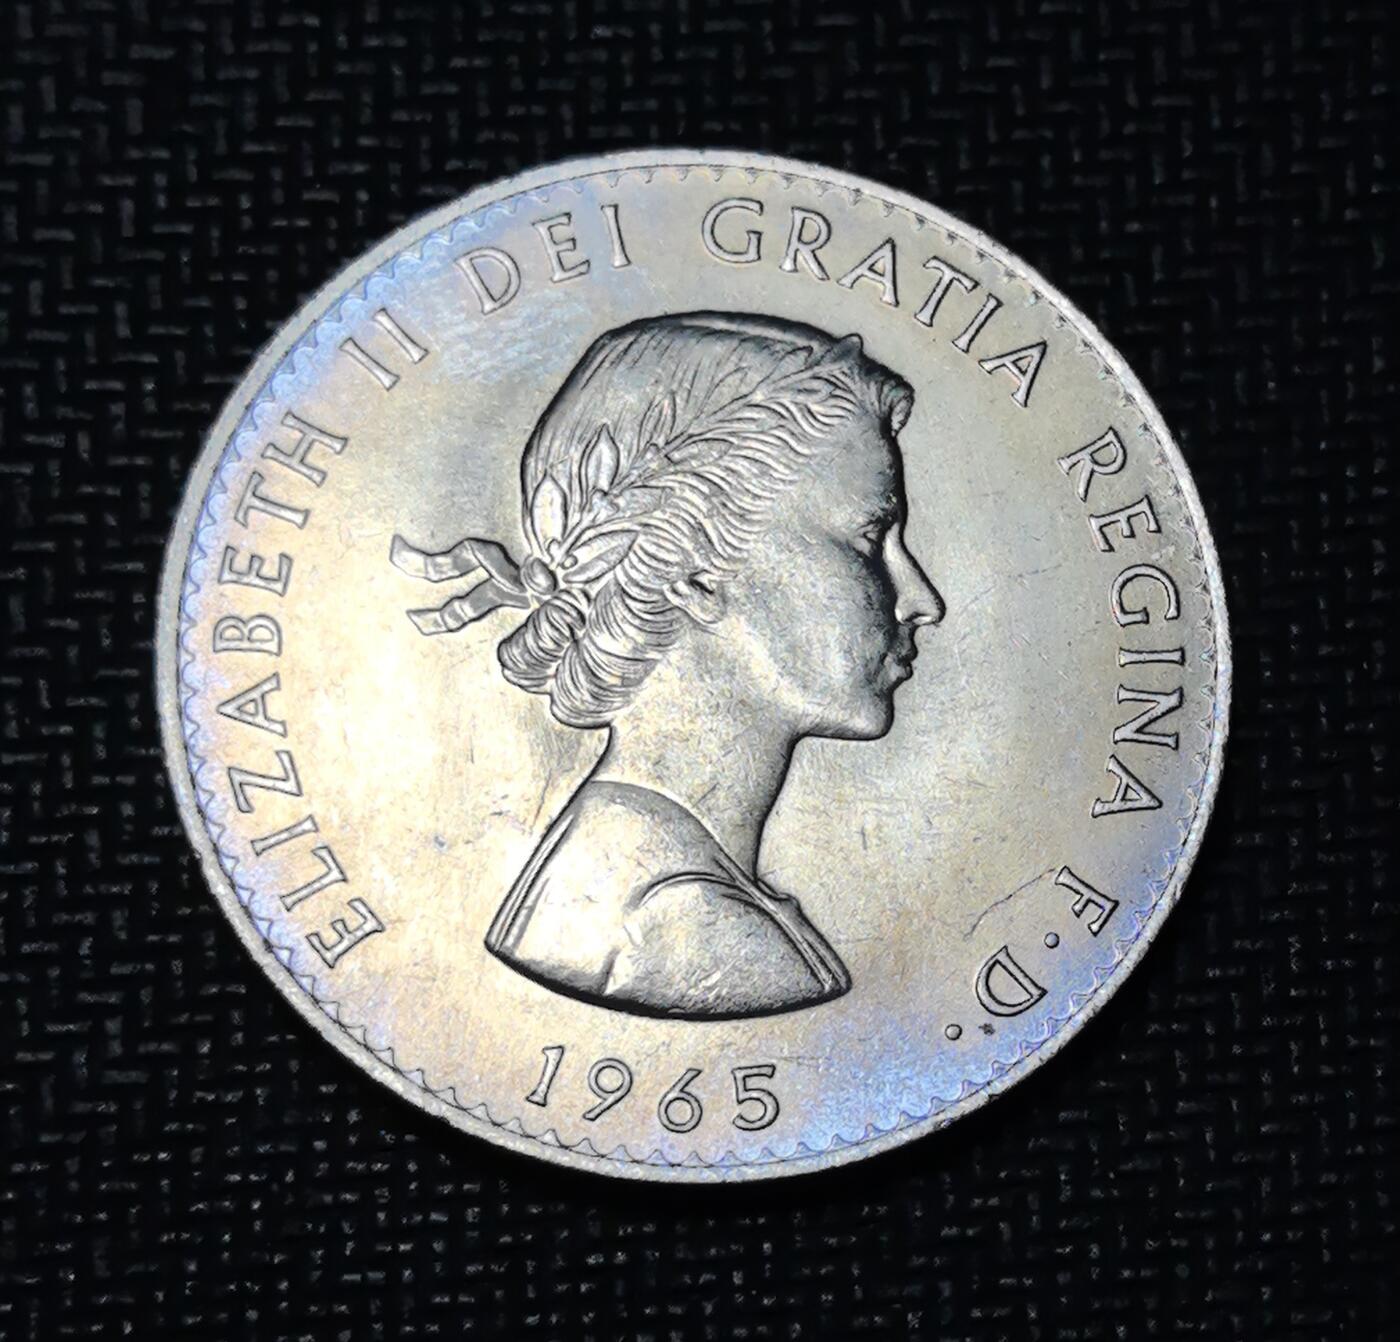 ELIZABETH II DEI GRATIA REGINA F·D·
1965